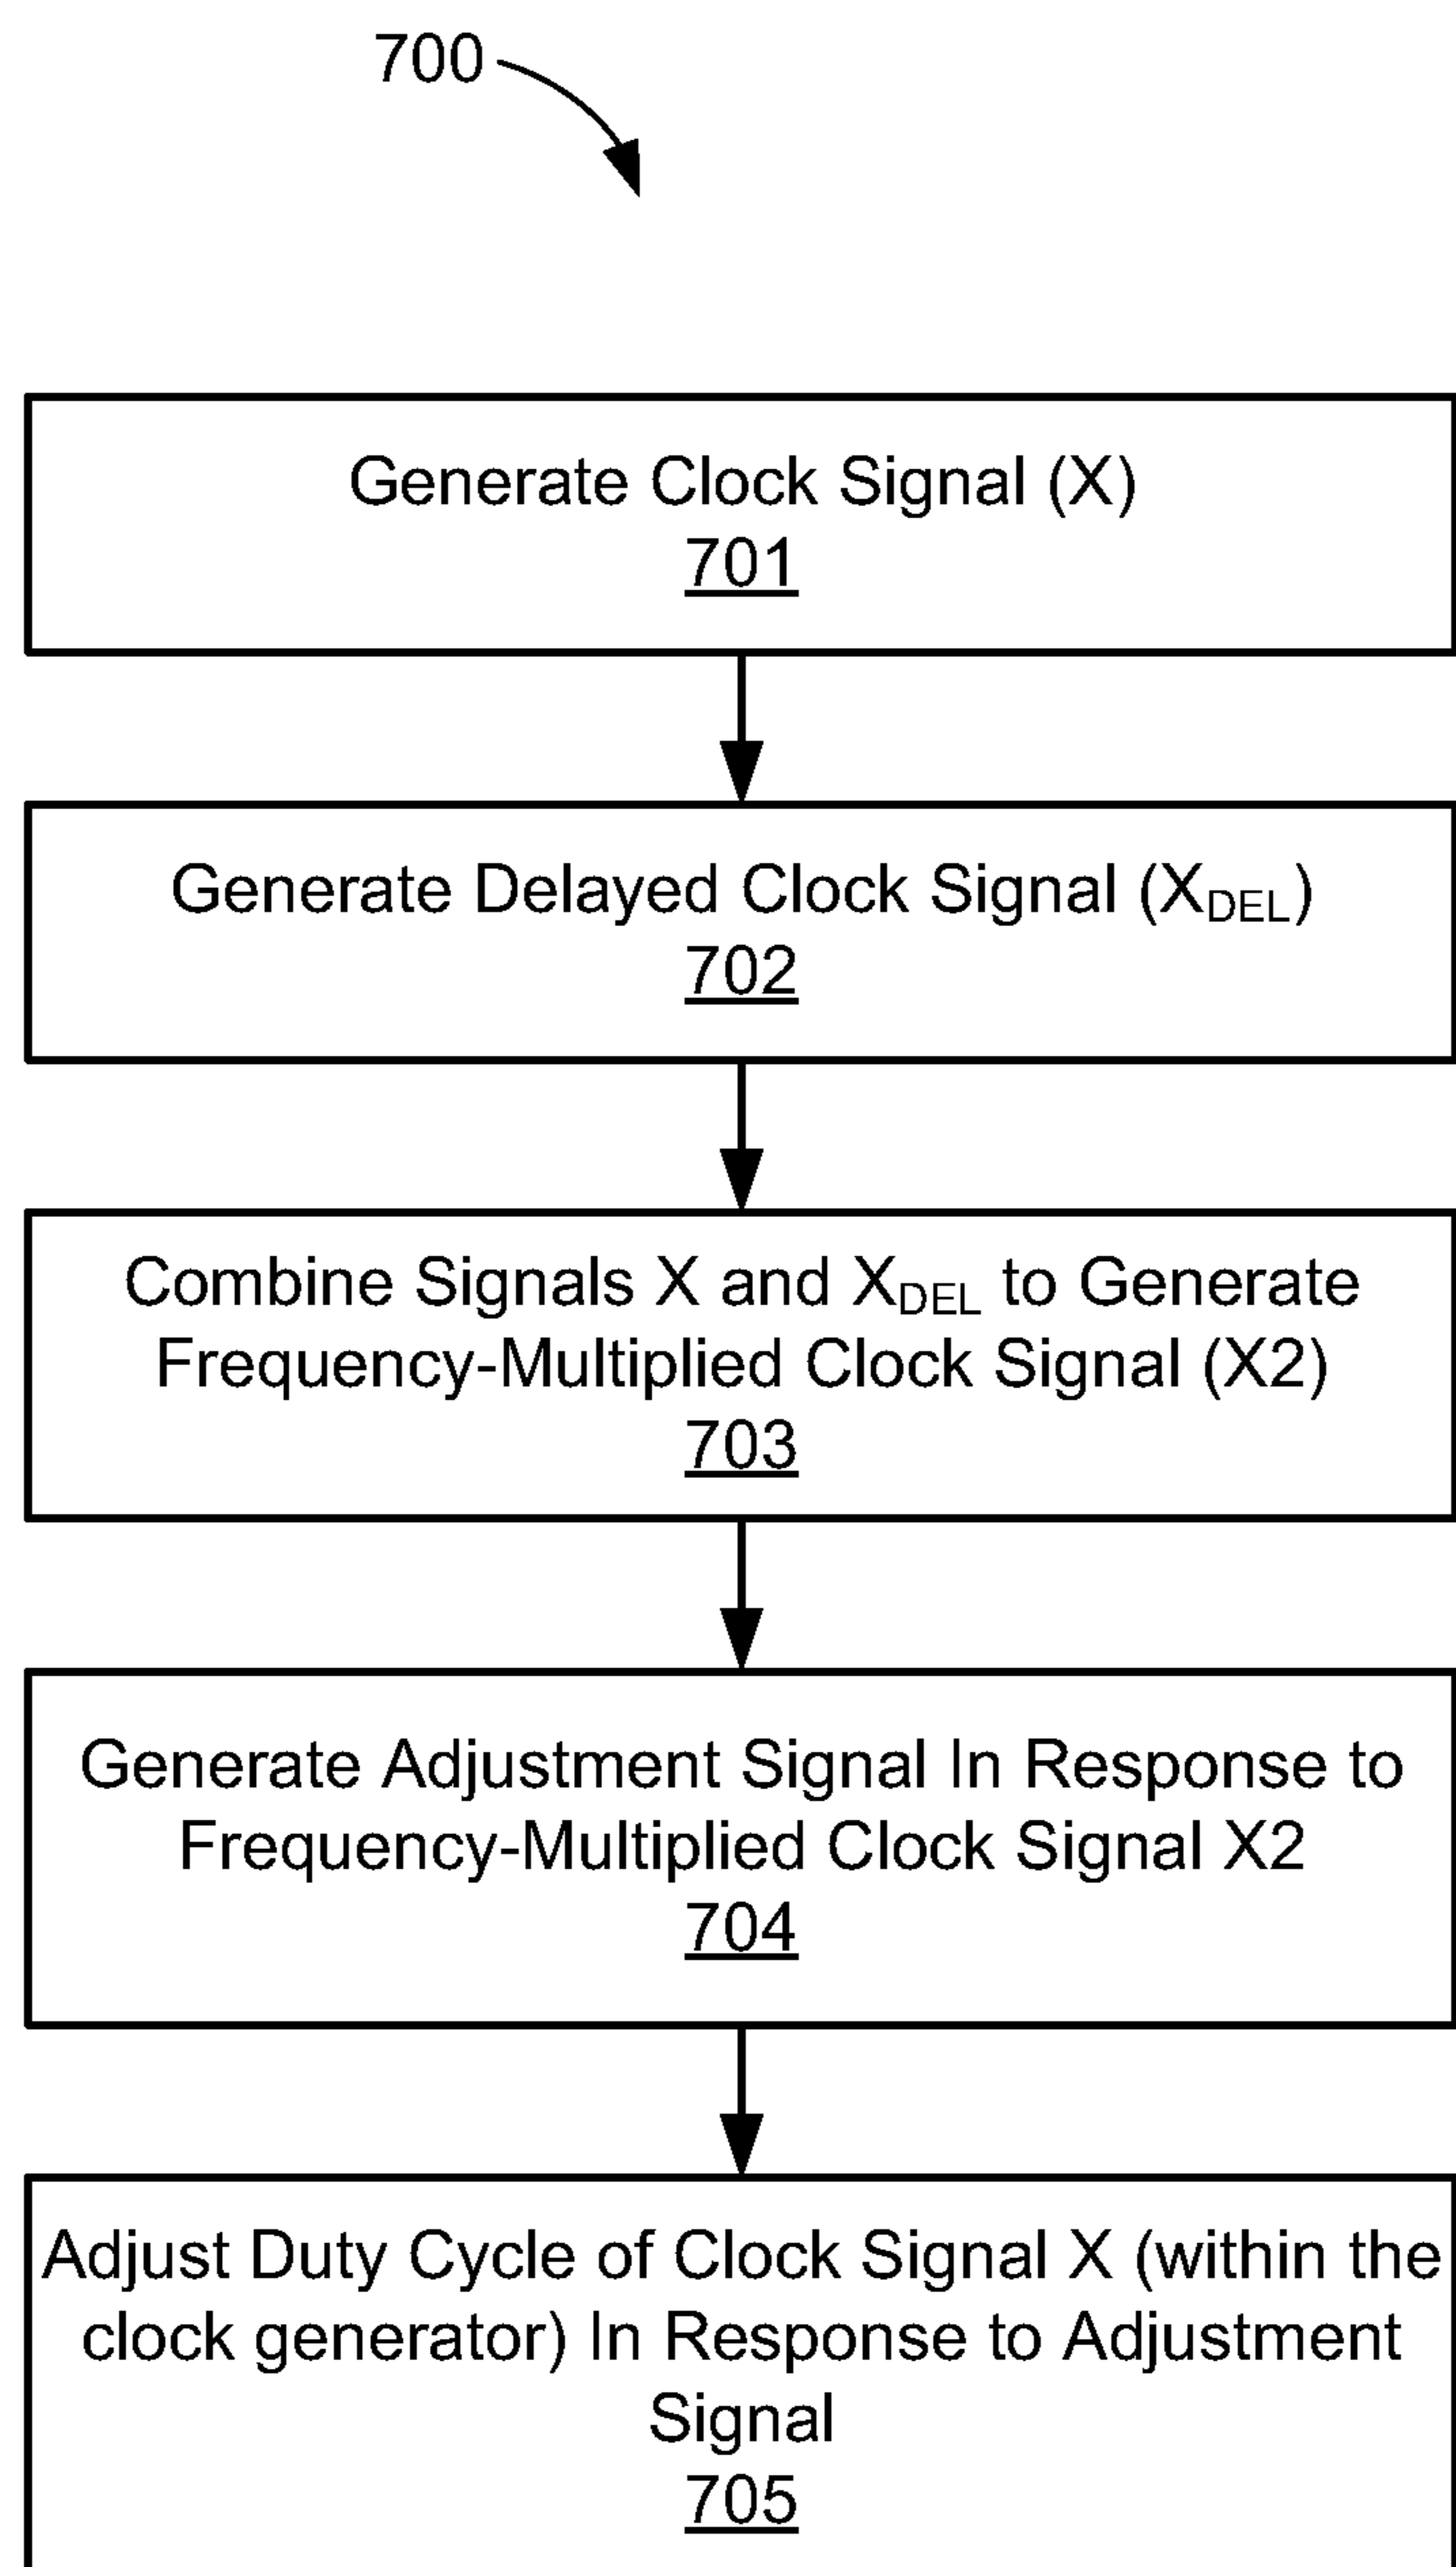 700
Generate Clock Signal (X)
701
Generate Delayed Clock Signal (XDEL)
702
Combine Signals X and XDEL to Generate
Frequency-Multiplied Clock Signal (X2)
703
Generate Adjustment Signal In Response to
Frequency-Multiplied Clock Signal X2
704
Adjust Duty Cycle of Clock Signal X (within the
clock generator) In Response to Adjustment
Signal
705